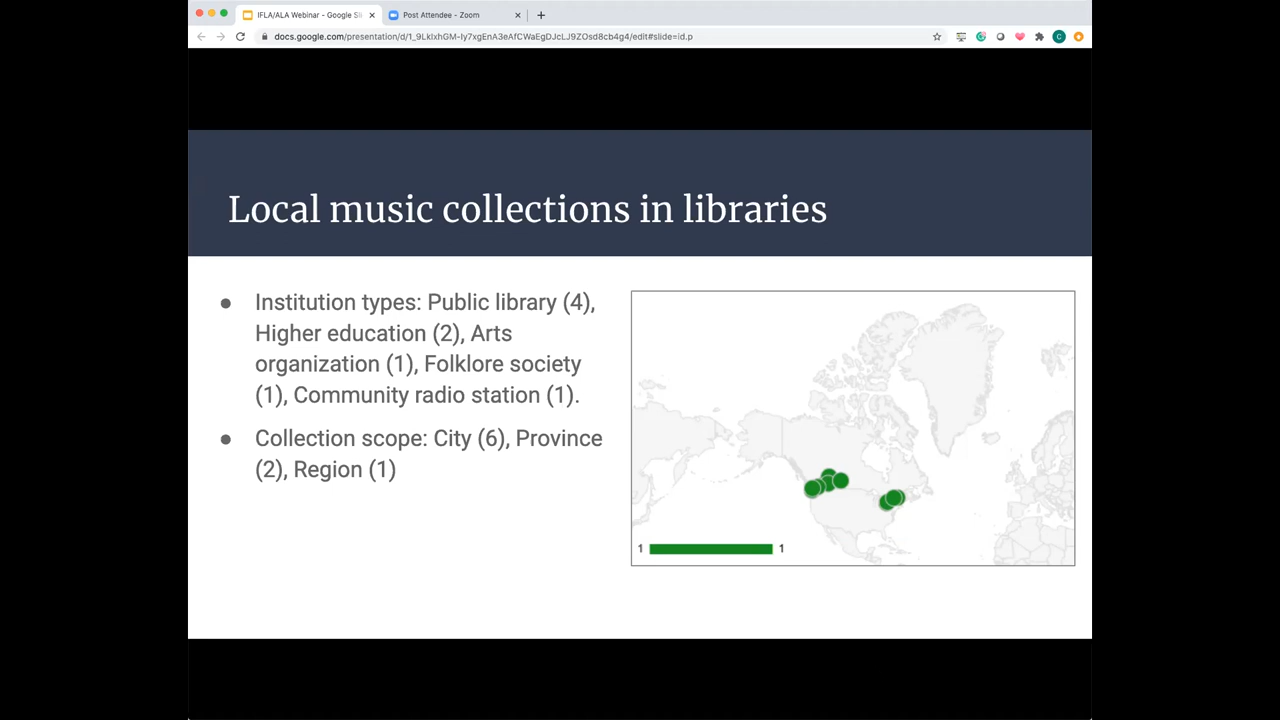 IFLA/ALA Webinar - Google Sli
Post Attendee - Zoom
docs.google.com/presentation/d/1_9LkIxhGM-Iy7xgEnA3eAfCWaEgDJcLJ9ZOsd8cb4g4/edit#slide=id.p
C
Local music collections in libraries
● Institution types: Public library (4),
Higher education (2), Arts
organization (1), Folklore society
(1), Community radio station (1).
● Collection scope: City (6), Province
(2), Region (1)
1 1